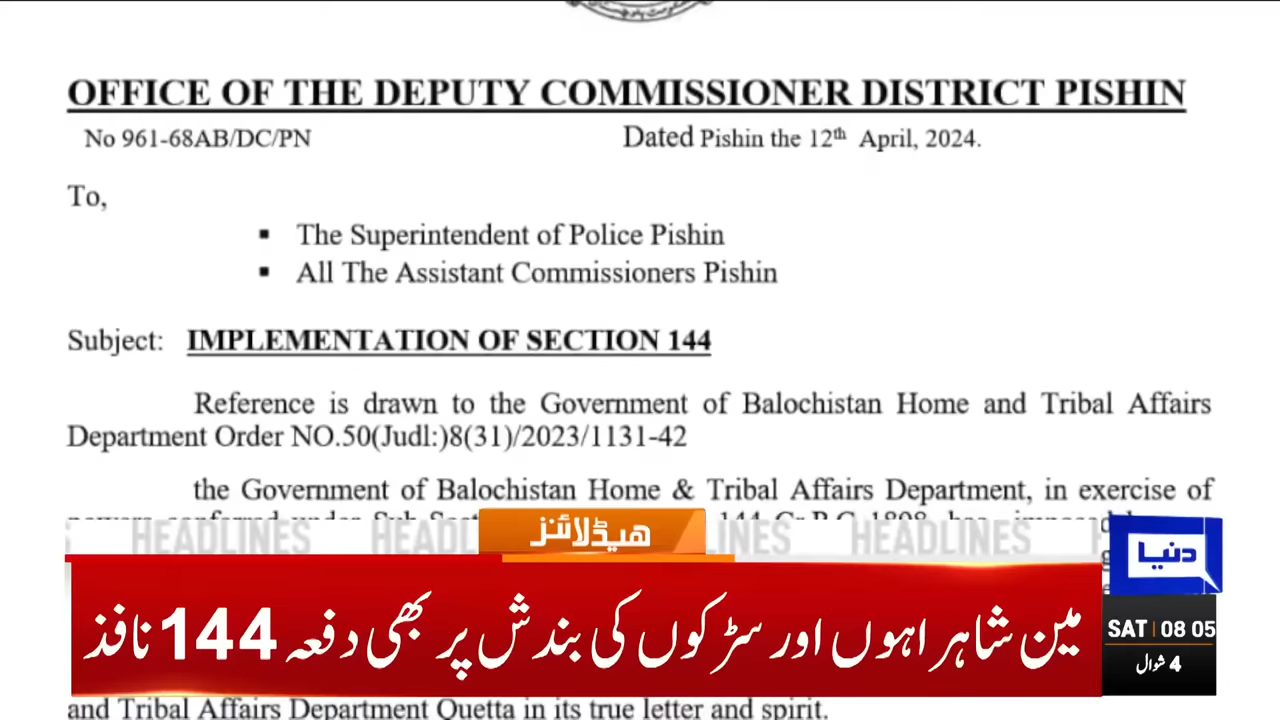 OFFICE OF THE DEPUTY COMMISSIONER DISTRICT PISHIN
No 961-68AB/DC/PN Dated Pishin the 12th April, 2024.
To,
▪ The Superintendent of Police Pishin
▪ All The Assistant Commissioners Pishin
Subject: IMPLEMENTATION OF SECTION 144
Reference is drawn to the Government of Balochistan Home and Tribal Affairs
Department Order NO.50(Judl:)8(31)/2023/1131-42
the Government of Balochistan Home & Tribal Affairs Department, in exercise of
HEADLINES
ہیڈلائنز
HEADLINES
دنیا
مین شاہراہوں اور سڑکوں کی بندش پر بھی دفعہ 144 نافذ
SAT 08 05
4 شوال
and Tribal Affairs Department Quetta in its true letter and spirit.